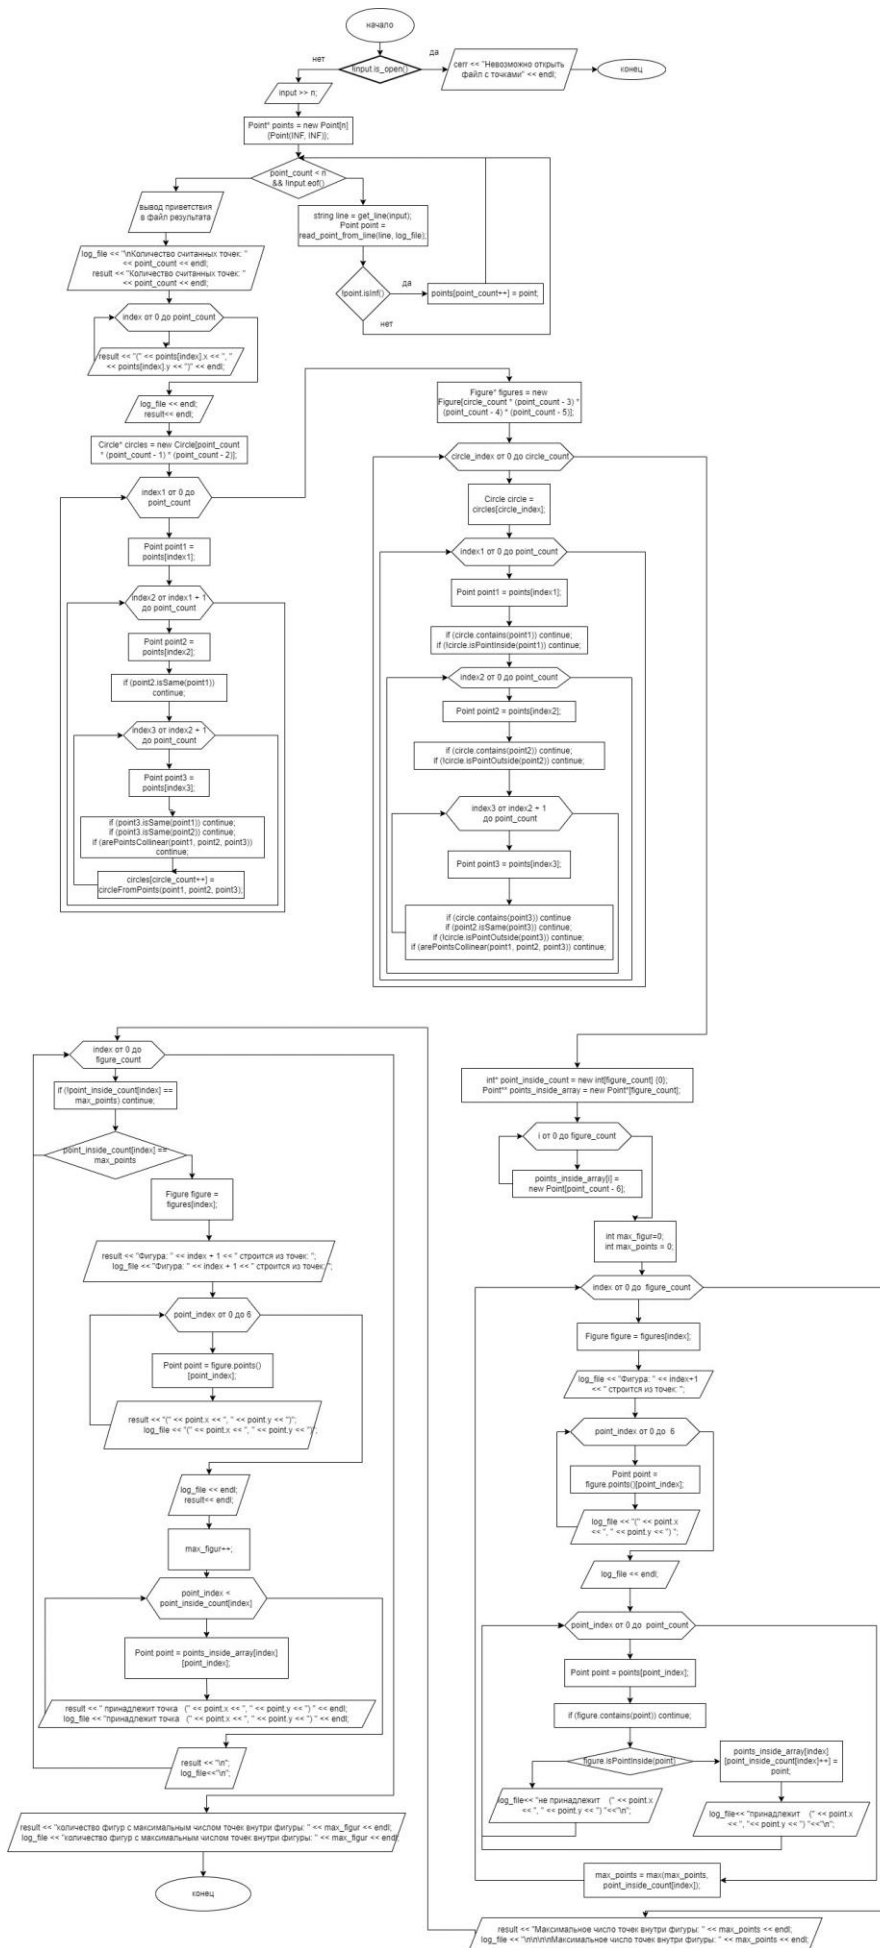 начало
!input.is_open()
нет
да
cerr << "Невозможно открыть
файл с точками" << endl;
конец
input >> n;
Point* points = new Point[n]
{Point(INF, INF)};
point_count < n
&& !input.eof()
string line = get_line(input);
Point point =
read_point_from_line(line, log_file);
!point.isInf()
да
points[point_count++] = point;
нет
вывод приветствия
в файл результата
log_file << "\nКоличество считанных точек: "
<< point_count << endl;
result << "Количество считанных точек: "
<< point_count << endl;
index от 0 до point_count
result << "(" << points[index].x << ", "
<< points[index].y << ")" << endl;
log_file << endl;
result<< endl;
Circle* circles = new Circle[point_count
* (point_count - 1) * (point_count - 2)];
index1 от 0 до
point_count
Point point1 =
points[index1];
index2 от index1 + 1
до point_count
Point point2 =
points[index2];
if (point2.isSame(point1))
continue;
index3 от index2 + 1
до point_count
Point point3 =
points[index3];
if (point3.isSame(point1)) continue;
if (point3.isSame(point2)) continue;
if (arePointsCollinear(point1, point2, point3))
continue;
circles[circle_count++] =
circleFromPoints(point1, point2, point3);
Figure* figures = new
Figure[circle_count * (point_count - 3) *
(point_count - 4) * (point_count - 5)];
circle_index от 0 до circle_count
Circle circle =
circles[circle_index];
index1 от 0 до point_count
Point point1 = points[index1];
if (circle.contains(point1)) continue;
if (!circle.isPointInside(point1)) continue;
index2 от 0 до point_count
Point point2 = points[index2];
if (circle.contains(point2)) continue;
if (!circle.isPointOutside(point2)) continue;
index3 от index2 + 1
до point_count
Point point3 = points[index3];
if (circle.contains(point3)) continue
if (point2.isSame(point3)) continue;
if (!circle.isPointOutside(point3)) continue;
if (arePointsCollinear(point1, point2, point3)) continue;
int* point_inside_count = new int[figure_count] {0};
Point** points_inside_array = new Point*[figure_count];
i от 0 до figure_count
points_inside_array[i] =
new Point[point_count - 6];
int max_figur=0;
int max_points = 0;
index от 0 до figure_count
Figure figure = figures[index];
log_file << "Фигура: " << index+1
<< " строится из точек: ";
point_index от 0 до 6
Point point =
figure.points()[point_index];
log_file << "(" << point.x
<< ", " << point.y << ") ";
log_file << endl;
point_index от 0 до point_count
Point point = points[point_index];
if (figure.contains(point)) continue;
figure.isPointInside(point)
points_inside_array[index]
[point_inside_count[index]++] =
point;
log_file<< "не принадлежит (" << point.x
<< ", " << point.y << ") "<<"\n";
log_file<< "принадлежит (" << point.x
<< ", "<< point.y << ") "<<"\n";
max_points = max(max_points,
point_inside_count[index]);
result << "Максимальное число точек внутри фигуры: " << max_points << endl;
log_file << "\n\n\n\nМаксимальное число точек внутри фигуры: " << max_points << endl;
index от 0 до
figure_count
if (!point_inside_count[index] ==
max_points) continue;
point_inside_count[index] ==
max_points
Figure figure =
figures[index];
result << "Фигура: " << index + 1 << " строится из точек: ";
log_file << "Фигура: " << index + 1 << " строится из точек: ";
point_index от 0 до 6
Point point = figure.points()
[point_index];
result << "(" << point.x << ", " << point.y << ")";
log_file << "(" << point.x << ", " << point.y << ")";
log_file << endl;
result<< endl;
max_figur++;
point_index <
point_inside_count[index]
Point point = points_inside_array[index]
[point_index];
result << " принадлежит точка (" << point.x << ", " << point.y << ") " << endl;
log_file << "принадлежит точка (" << point.x << ", " << point.y << ") " << endl;
result << "\n";
log_file<<"\n";
result << "количество фигур с максимальным числом точек внутри фигуры: " << max_figur << endl;
log_file << "количество фигур с максимальным числом точек внутри фигуры: " << max_figur << endl;
конец